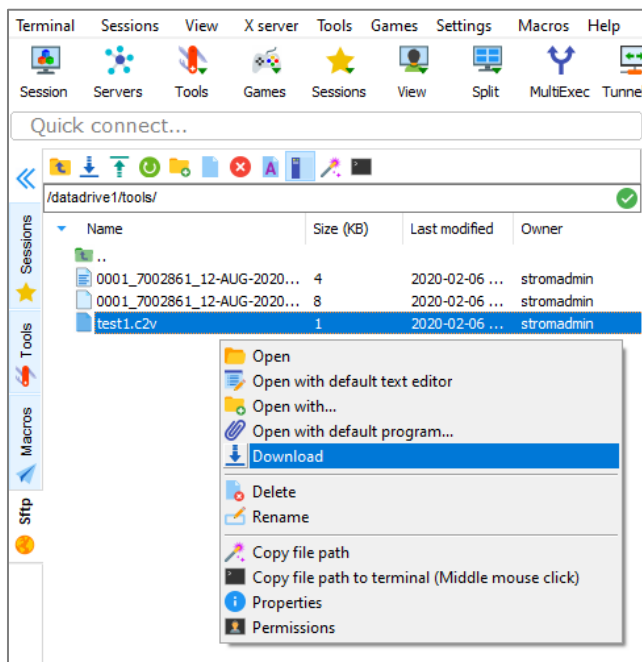 Terminal Sessions View X server Tools Games Settings Macros Help
Session Servers Tools Games Sessions View Split MultiExec Tunne
Quick connect...
/datadrive1/tools/
Name Size (KB) Last modified Owner
..
0001_7002861_12-AUG-2020... 4 2020-02-06 ... stromadmin
0001_7002861_12-AUG-2020... 8 2020-02-06 ... stromadmin
test1.c2v 1 2020-02-06 ... stromadmin
Open
Open with default text editor
Open with...
Open with default program...
Download
Delete
Rename
Copy file path
Copy file path to terminal (Middle mouse click)
Properties
Permissions
Sessions
Tools
Macros
Sftp